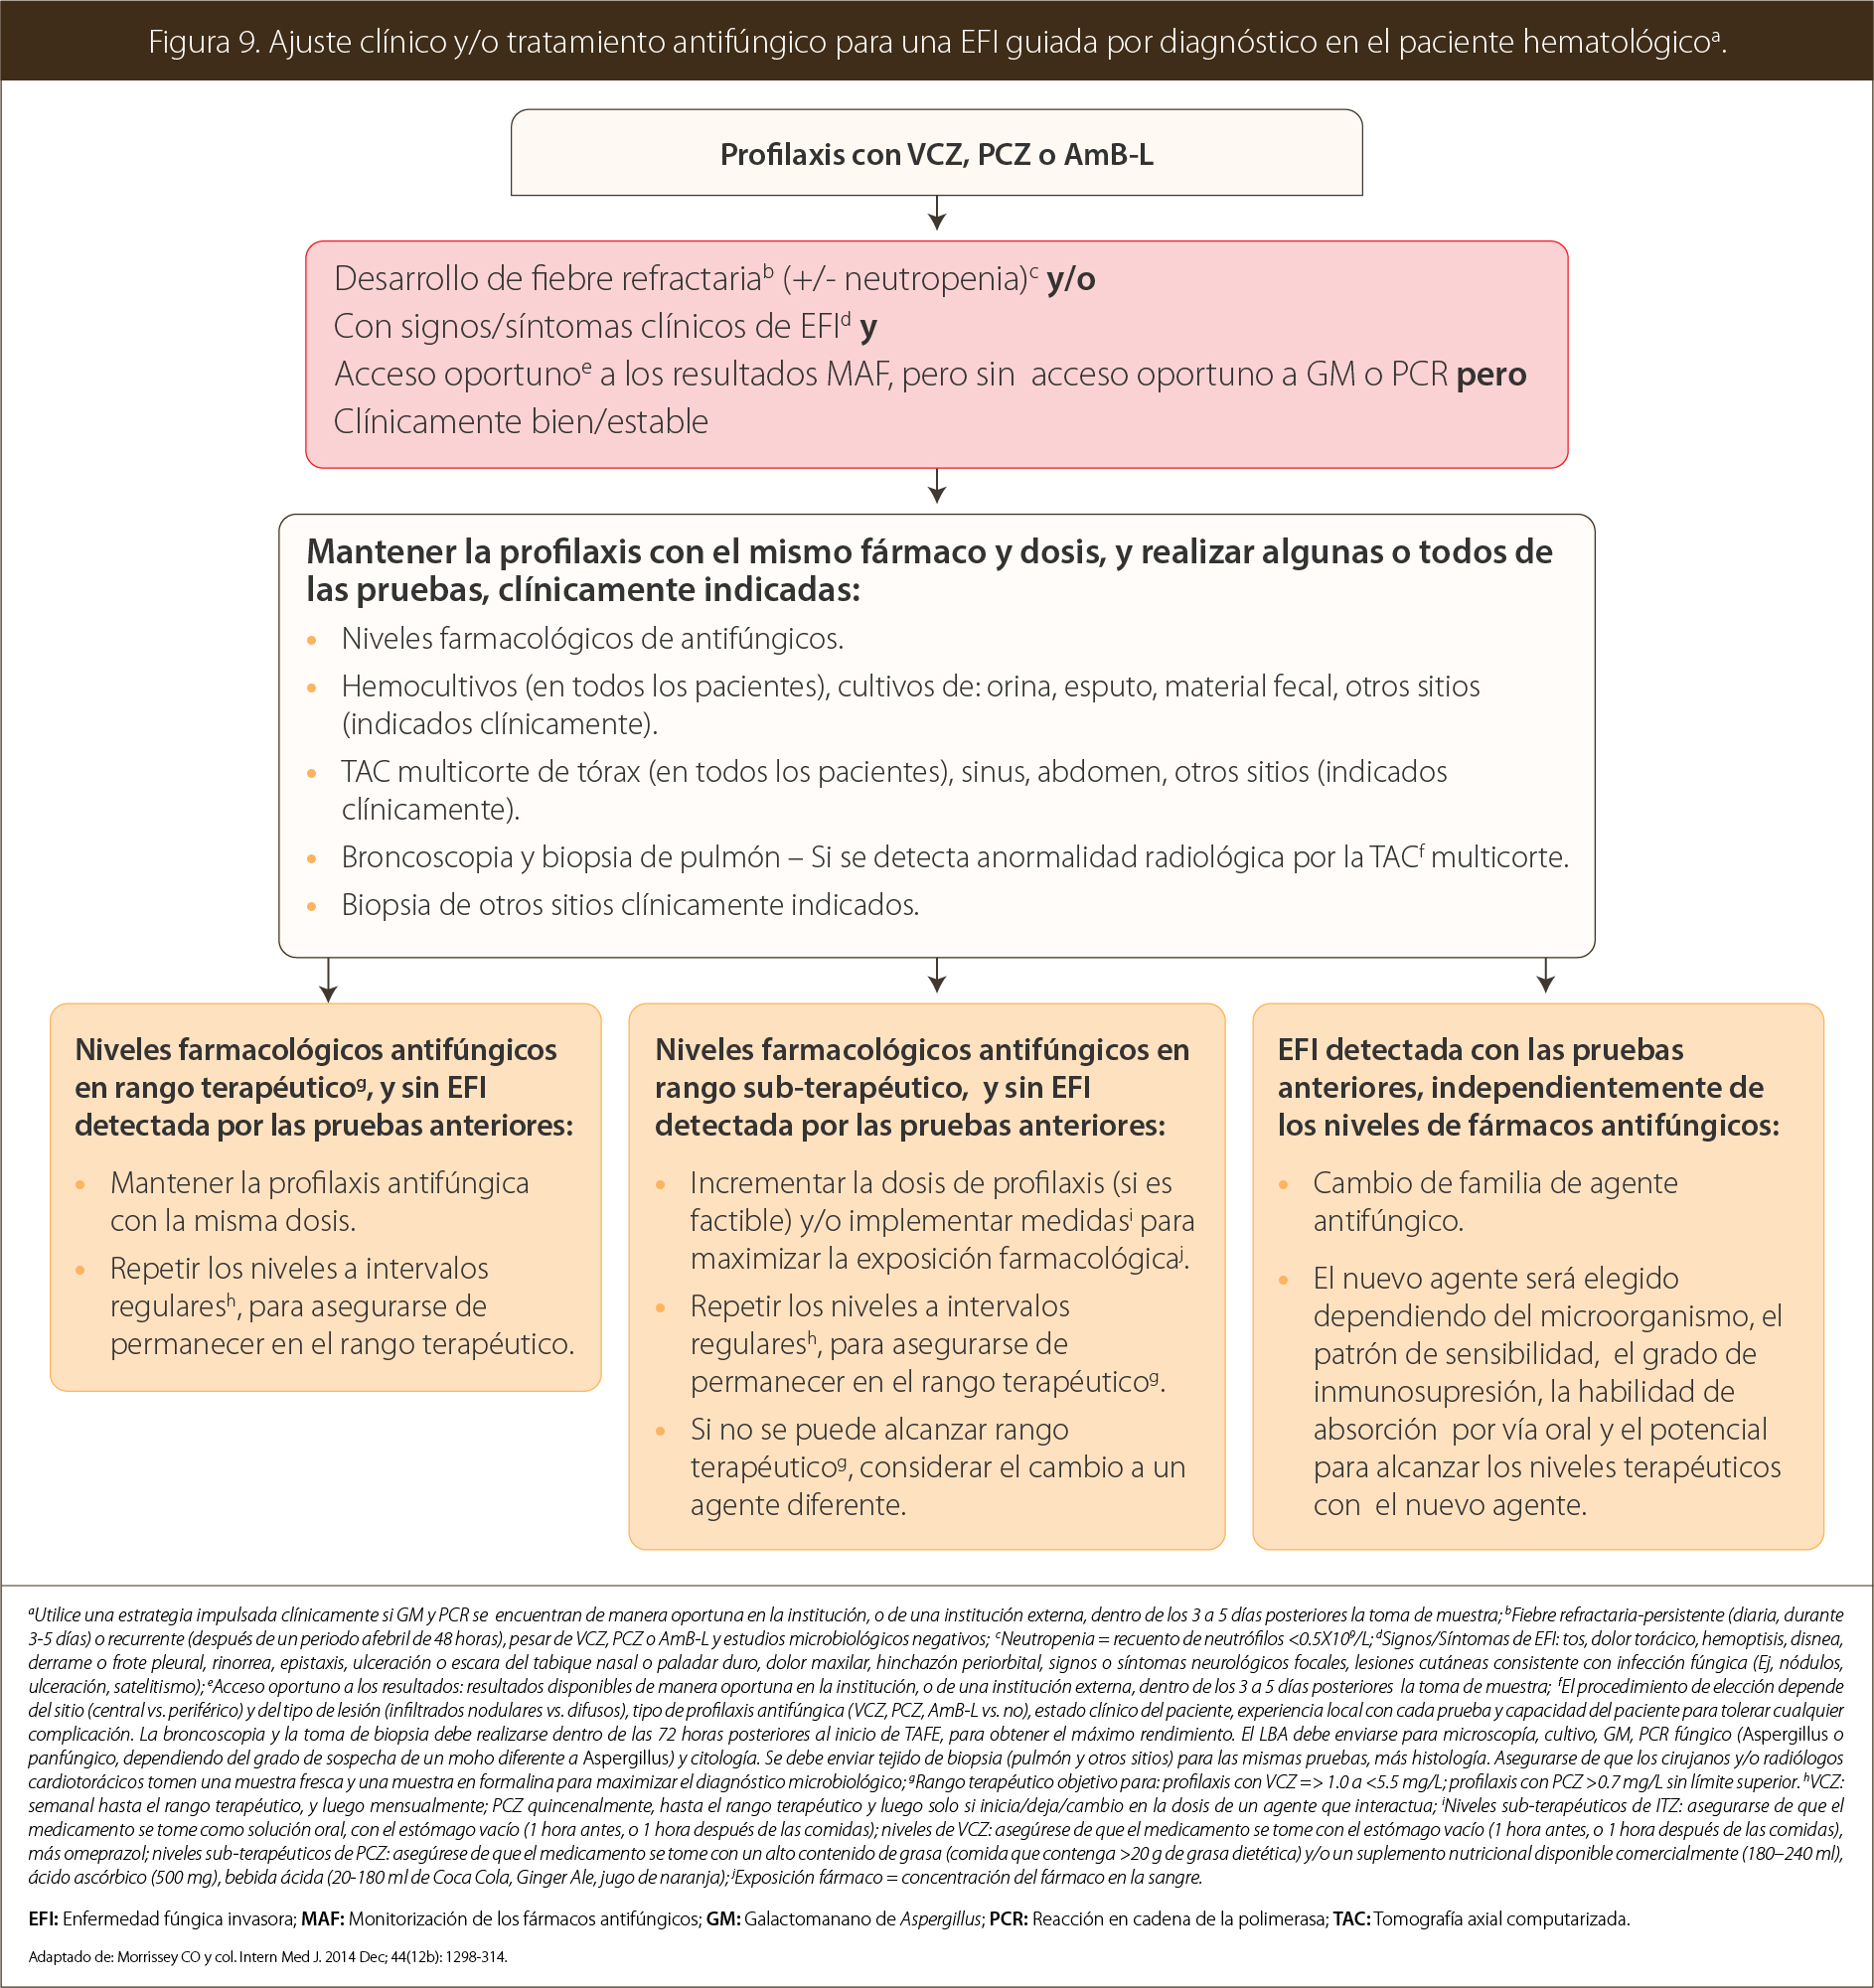 Figura 9. Ajuste clínico y/o tratamiento antifúngico para una EFI guiada por diagnóstico en el paciente hematológicoª.
Profilaxis con VCZ, PCZ o AmB-L
Desarrollo de fiebre refractariaᵇ (+/- neutropenia)ᶜ y/o
Con signos/síntomas clínicos de EFIᵈ y
Acceso oportunoᵉ a los resultados MAF, pero sin acceso oportuno a GM o PCR pero
Clínicamente bien/estable
Mantener la profilaxis con el mismo fármaco y dosis, y realizar algunas o todos de
las pruebas, clínicamente indicadas:
• Niveles farmacológicos de antifúngicos.
• Hemocultivos (en todos los pacientes), cultivos de: orina, esputo, material fecal, otros sitios
(indicados clínicamente).
• TAC multicorte de tórax (en todos los pacientes), sinus, abdomen, otros sitios (indicados
clínicamente).
• Broncoscopia y biopsia de pulmón – Si se detecta anormalidad radiológica por la TACᶠ multicorte.
• Biopsia de otros sitios clínicamente indicados.
Niveles farmacológicos antifúngicos
en rango terapéuticoᵍ, y sin EFI
detectada por las pruebas anteriores:
• Mantener la profilaxis antifúngica
con la misma dosis.
• Repetir los niveles a intervalos
regularesʰ, para asegurarse de
permanecer en el rango terapéutico.
Niveles farmacológicos antifúngicos en
rango sub-terapéutico, y sin EFI
detectada por las pruebas anteriores:
• Incrementar la dosis de profilaxis (si es
factible) y/o implementar medidasⁱ para
maximizar la exposición farmacológicaʲ.
• Repetir los niveles a intervalos
regularesʰ, para asegurarse de
permanecer en el rango terapéuticoᵍ.
• Si no se puede alcanzar rango
terapéuticoᵍ, considerar el cambio a un
agente diferente.
EFI detectada con las pruebas
anteriores, independientemente de
los niveles de fármacos antifúngicos:
• Cambio de familia de agente
antifúngico.
• El nuevo agente será elegido
dependiendo del microorganismo, el
patrón de sensibilidad, el grado de
inmunosupresión, la habilidad de
absorción por vía oral y el potencial
para alcanzar los niveles terapéuticos
con el nuevo agente.
ªUtilice una estrategia impulsada clínicamente si GM y PCR se encuentran de manera oportuna en la institución, o de una institución externa, dentro de los 3 a 5 días posteriores la toma de muestra; ᵇFiebre refractaria-persistente (diaria, durante
3-5 días) o recurrente (después de un periodo afebril de 48 horas), pesar de VCZ, PCZ o AmB-L y estudios microbiológicos negativos; ᶜNeutropenia = recuento de neutrófilos <0.5X10⁹/L; ᵈSignos/Síntomas de EFI: tos, dolor torácico, hemoptisis, disnea,
derrame o frote pleural, rinorrea, epistaxis, ulceración o escara del tabique nasal o paladar duro, dolor maxilar, hinchazón periorbital, signos o síntomas neurológicos focales, lesiones cutáneas consistente con infección fúngica (Ej, nódulos,
ulceración, satelitismo); ᵉAcceso oportuno a los resultados: resultados disponibles de manera oportuna en la institución, o de una institución externa, dentro de los 3 a 5 días posteriores la toma de muestra; ᶠEl procedimiento de elección depende
del sitio (central vs. periférico) y del tipo de lesión (infiltrados nodulares vs. difusos), tipo de profilaxis antifúngica (VCZ, PCZ, AmB-L vs. no), estado clínico del paciente, experiencia local con cada prueba y capacidad del paciente para tolerar cualquier
complicación. La broncoscopia y la toma de biopsia debe realizarse dentro de las 72 horas posteriores al inicio de TAFE, para obtener el máximo rendimiento. El LBA debe enviarse para microscopía, cultivo, GM, PCR fúngico (Aspergillus o
panfúngico, dependiendo del grado de sospecha de un moho diferente a Aspergillus) y citología. Se debe enviar tejido de biopsia (pulmón y otros sitios) para las mismas pruebas, más histología. Asegurarse de que los cirujanos y/o radiólogos
cardiotorácicos tomen una muestra fresca y una muestra en formalina para maximizar el diagnóstico microbiológico; ᵍRango terapéutico objetivo para: profilaxis con VCZ => 1.0 a <5.5 mg/L; profilaxis con PCZ >0.7 mg/L sin límite superior. ʰVCZ:
semanal hasta el rango terapéutico, y luego mensualmente; PCZ quincenalmente, hasta el rango terapéutico y luego solo si inicia/deja/cambio en la dosis de un agente que interactua; ⁱNiveles sub-terapéuticos de ITZ: asegurarse de que el
medicamento se tome como solución oral, con el estómago vacío (1 hora antes, o 1 hora después de las comidas); niveles de VCZ: asegúrese de que el medicamento se tome con el estómago vacío (1 hora antes, o 1 hora después de las comidas),
más omeprazol; niveles sub-terapéuticos de PCZ: asegúrese de que el medicamento se tome con un alto contenido de grasa (comida que contenga >20 g de grasa dietética) y/o un suplemento nutricional disponible comercialmente (180–240 ml),
ácido ascórbico (500 mg), bebida ácida (20-180 ml de Coca Cola, Ginger Ale, jugo de naranja); ʲExposición fármaco = concentración del fármaco en la sangre.
EFI: Enfermedad fúngica invasora; MAF: Monitorización de los fármacos antifúngicos; GM: Galactomanano de Aspergillus; PCR: Reacción en cadena de la polimerasa; TAC: Tomografía axial computarizada.
Adaptado de: Morrissey CO y col. Intern Med J. 2014 Dec; 44(12b): 1298-314.